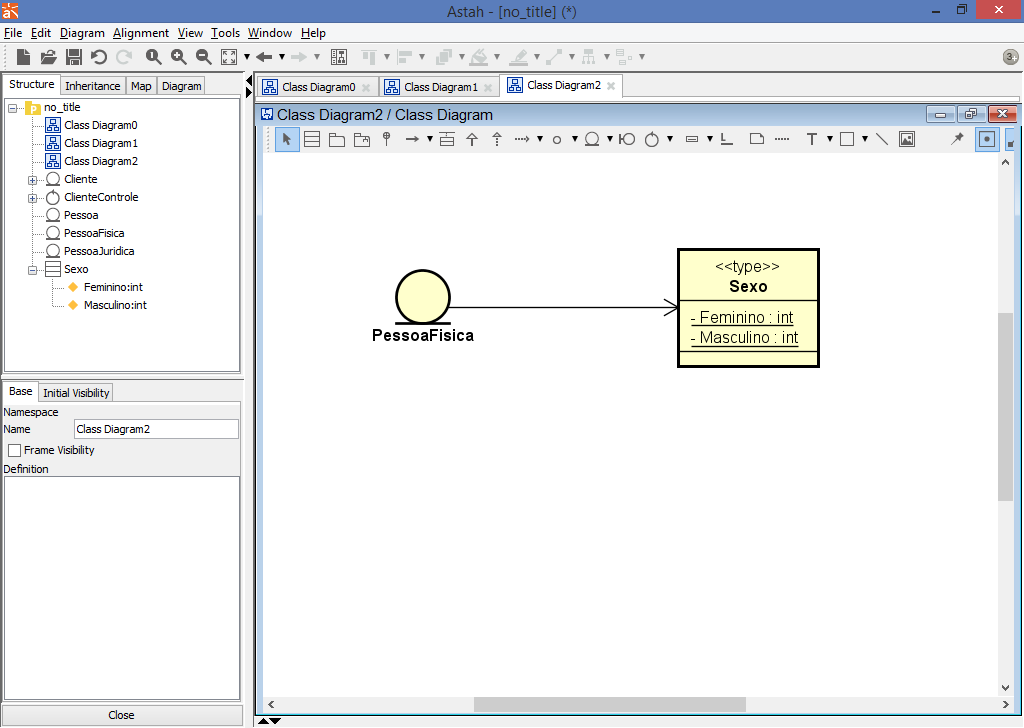 Astah - [no_title] (*)
File Edit Diagram Alignment View Tools Window Help
3+
Structure Inheritance Map Diagram
no_title
Class Diagram0
Class Diagram1
Class Diagram2
Cliente
ClienteControle
Pessoa
PessoaFisica
PessoaJuridica
Sexo
Feminino:int
Masculino:int
Base Initial Visibility
Namespace
Name Class Diagram2
Frame Visibility
Definition
Close
Class Diagram0 Class Diagram1 Class Diagram2
Class Diagram2 / Class Diagram
T
PessoaFisica
<<type>>
Sexo
- Feminino : int
- Masculino : int